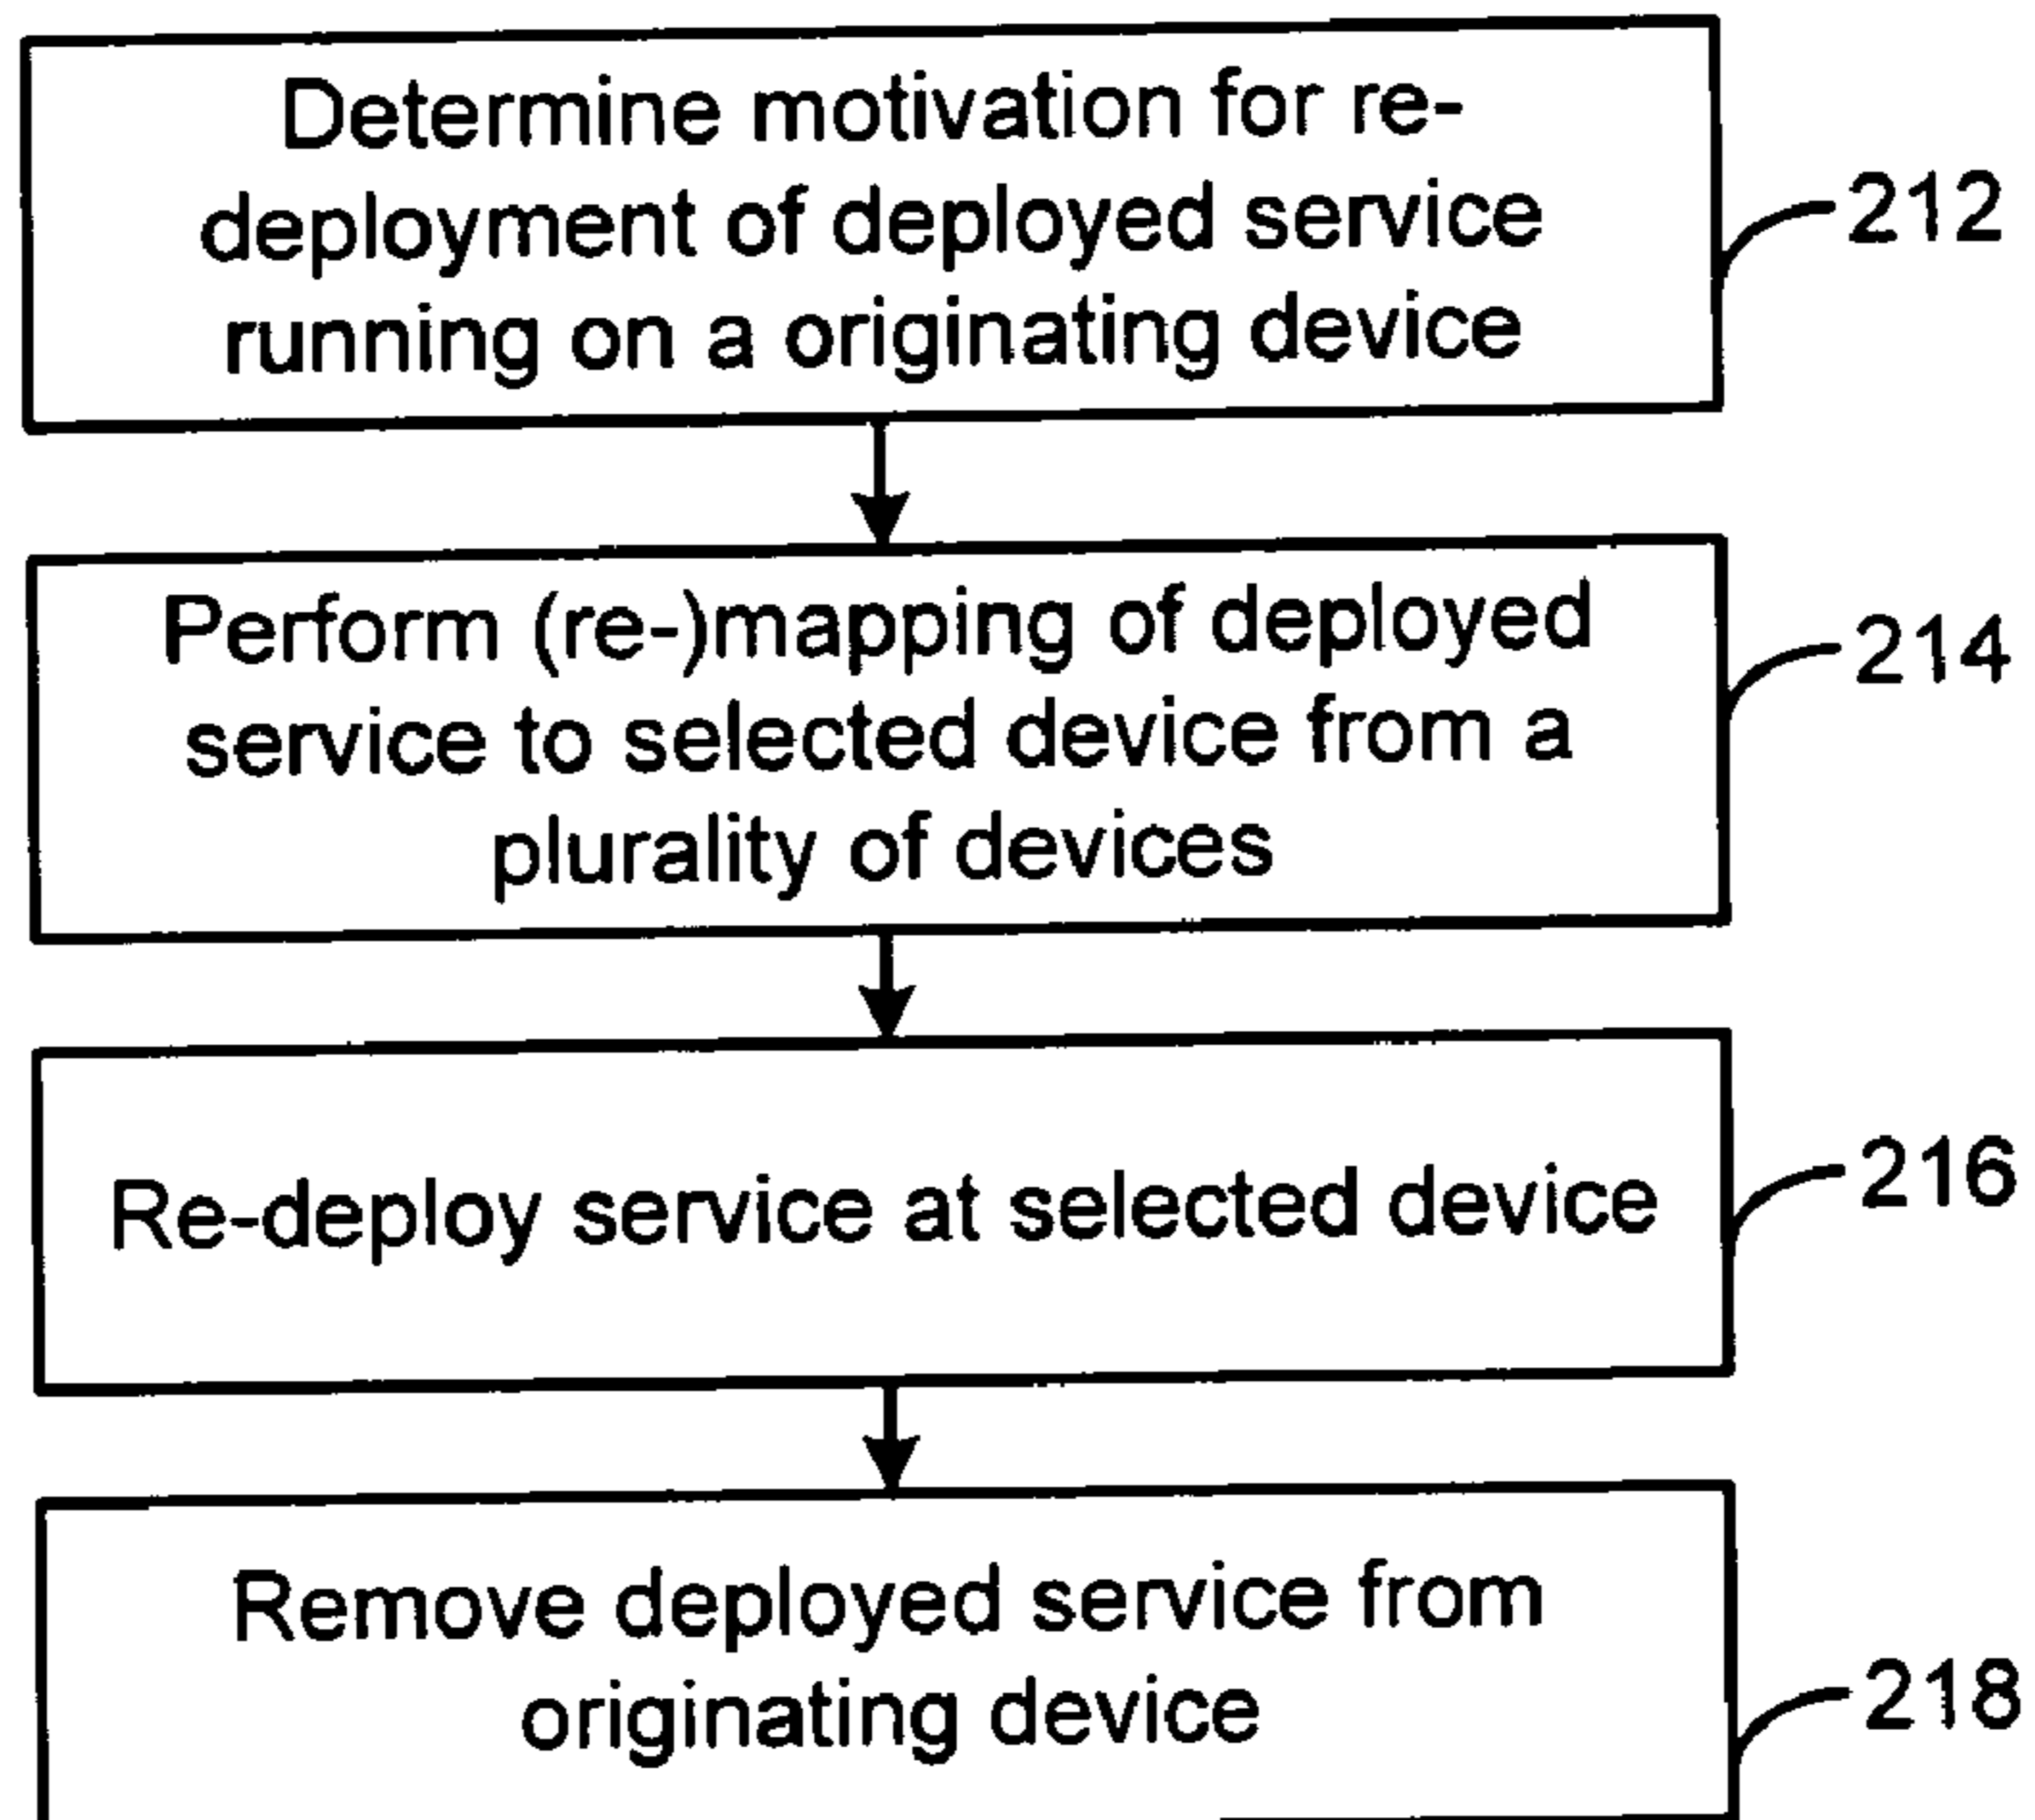 Determine motivation for re-
deployment of deployed service
running on a originating device
212
Perform (re-)mapping of deployed
service to selected device from a
plurality of devices
214
Re-deploy service at selected device
216
Remove deployed service from
originating device
218